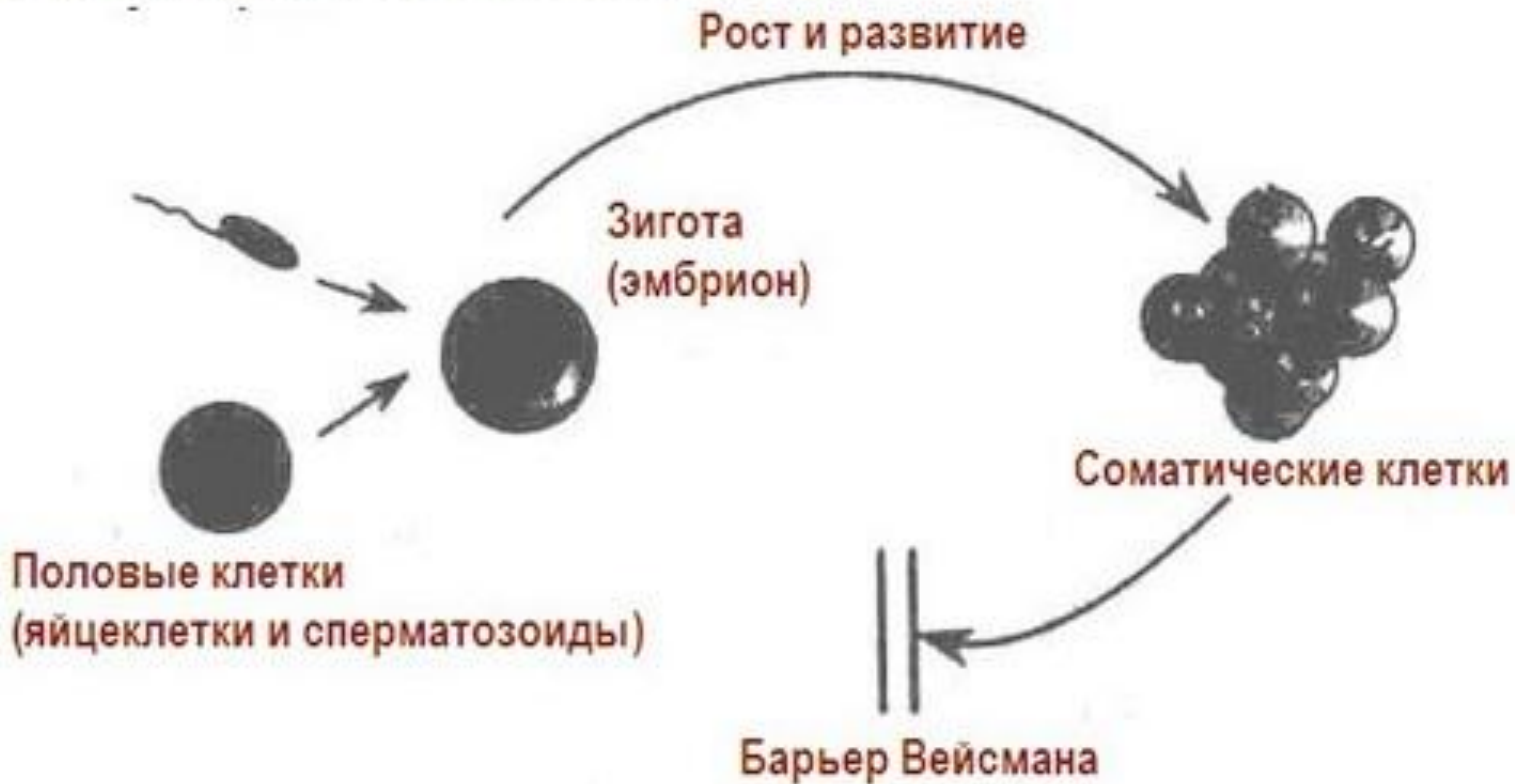 Рост и развитие
Зигота
(эмбрион)
Соматические клетки
Половые клетки
(яйцеклетки и сперматозоиды)
Барьер Вейсмана